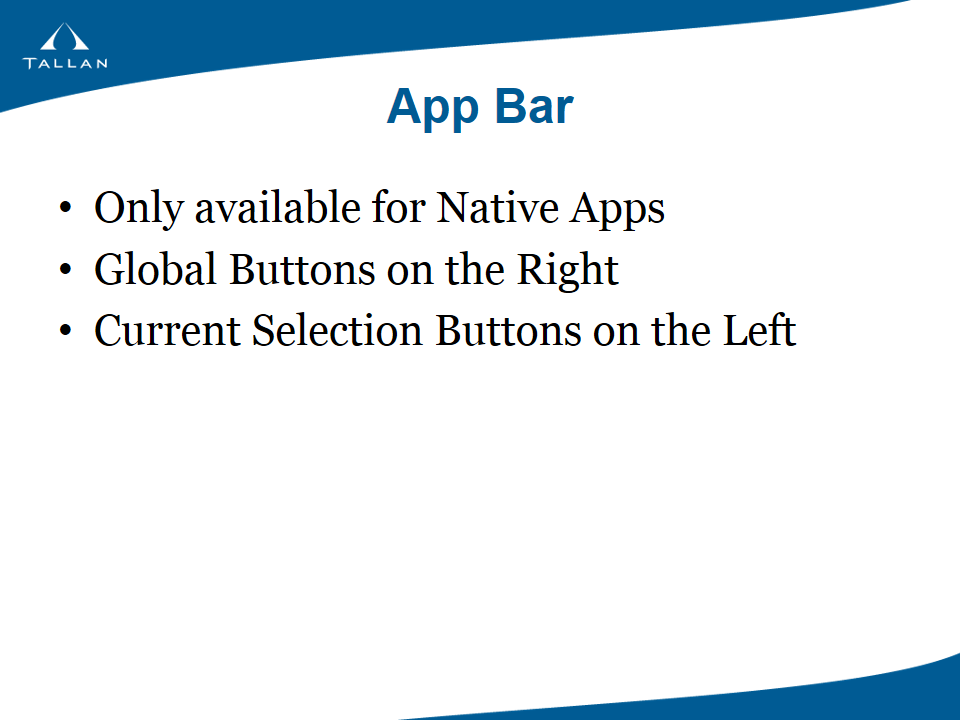 TALLAN
App Bar
• Only available for Native Apps
• Global Buttons on the Right
• Current Selection Buttons on the Left